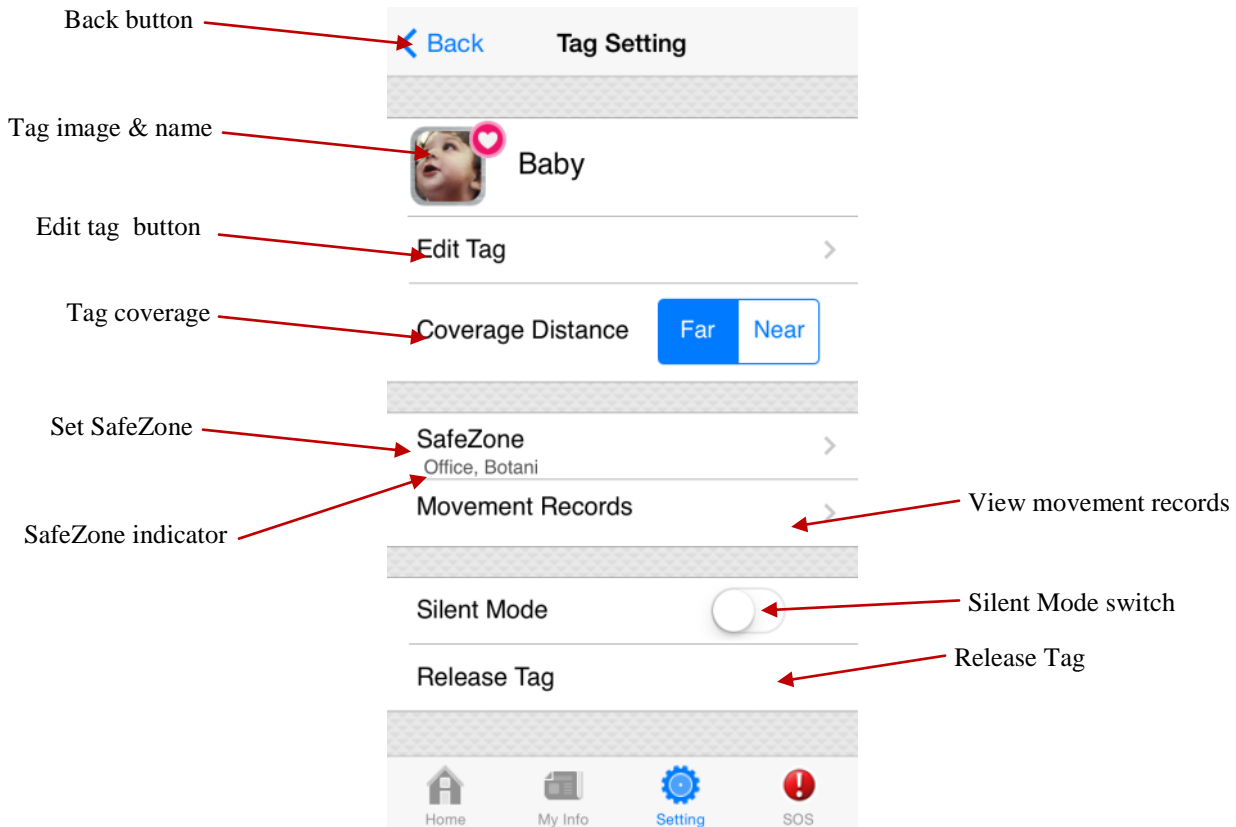 Back button
Back
Tag Setting
Tag image & name
Baby
Edit tag button
Edit Tag
Tag coverage
Coverage Distance
Far
Near
Set SafeZone
SafeZone
Office, Botani
SafeZone indicator
Movement Records
View movement records
Silent Mode
Silent Mode switch
Release Tag
Release Tag
Home
My Info
Setting
SOS